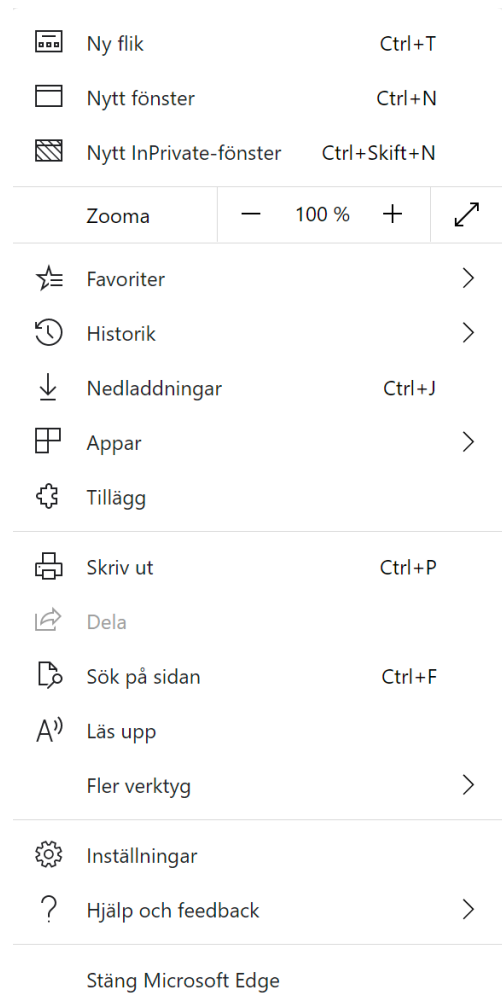 Ny flik Ctrl+T
Nytt fönster Ctrl+N
Nytt InPrivate-fönster Ctrl+Skift+N
Zooma — 100 % +
Favoriter
Historik
Nedladdningar Ctrl+J
Appar
Tillägg
Skriv ut Ctrl+P
Dela
Sök på sidan Ctrl+F
Läs upp
Fler verktyg
Inställningar
Hjälp och feedback
Stäng Microsoft Edge